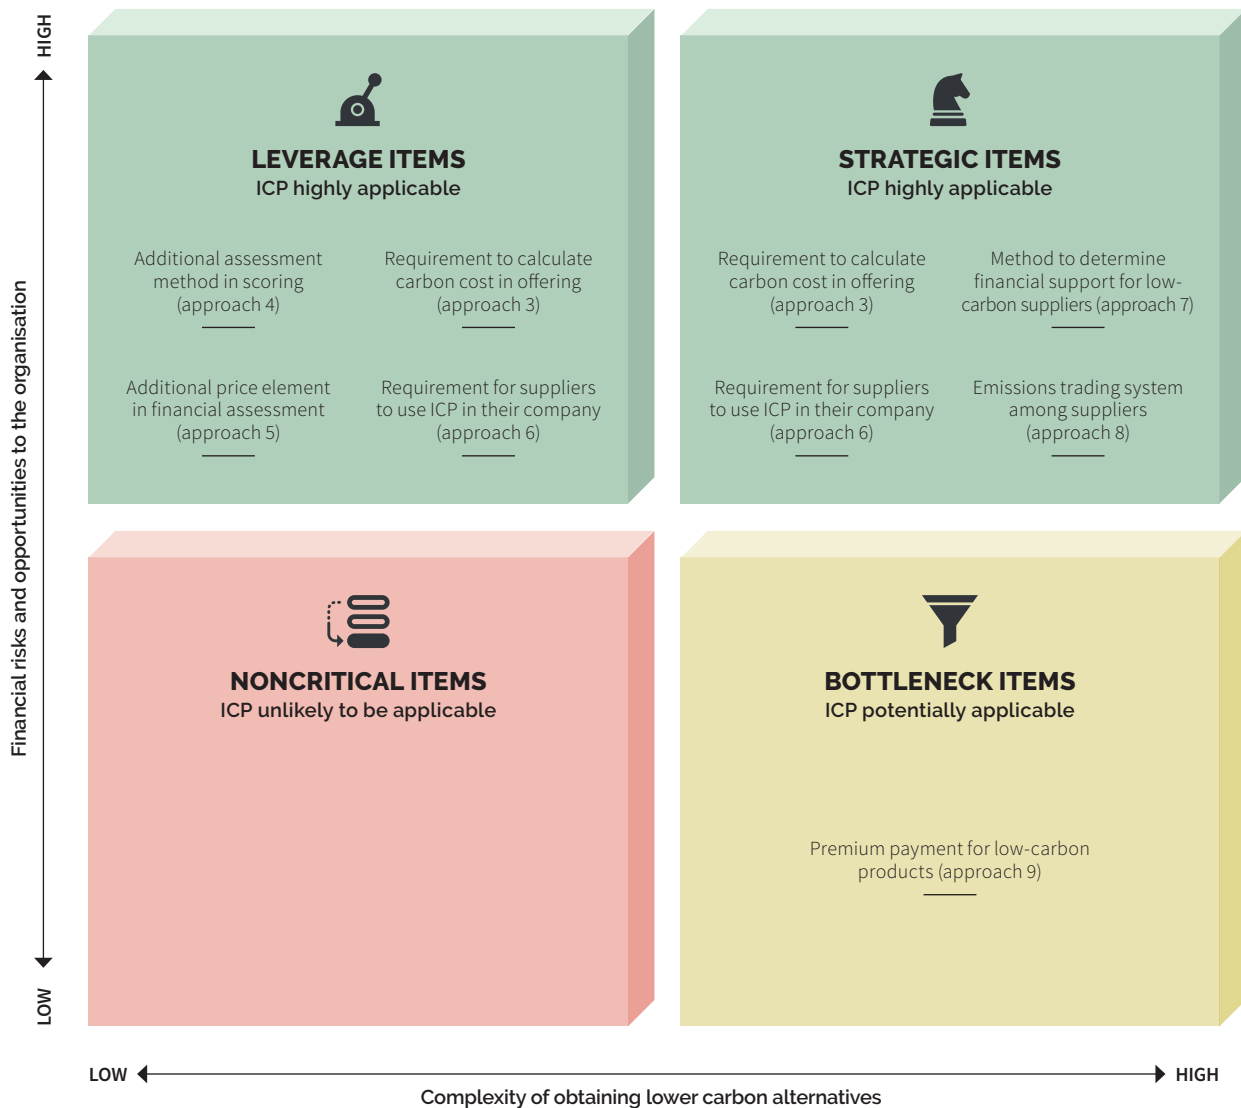 HIGH
Financial risks and opportunities to the organisation
LOW
LEVERAGE ITEMS
ICP highly applicable
Additional assessment
method in scoring
(approach 4)
Requirement to calculate
carbon cost in offering
(approach 3)
Additional price element
in financial assessment
(approach 5)
Requirement for suppliers
to use ICP in their company
(approach 6)
STRATEGIC ITEMS
ICP highly applicable
Requirement to calculate
carbon cost in offering
(approach 3)
Method to determine
financial support for low-
carbon suppliers (approach 7)
Requirement for suppliers
to use ICP in their company
(approach 6)
Emissions trading system
among suppliers
(approach 8)
NONCRITICAL ITEMS
ICP unlikely to be applicable
BOTTLENECK ITEMS
ICP potentially applicable
Premium payment for low-carbon
products (approach 9)
LOW
HIGH
Complexity of obtaining lower carbon alternatives